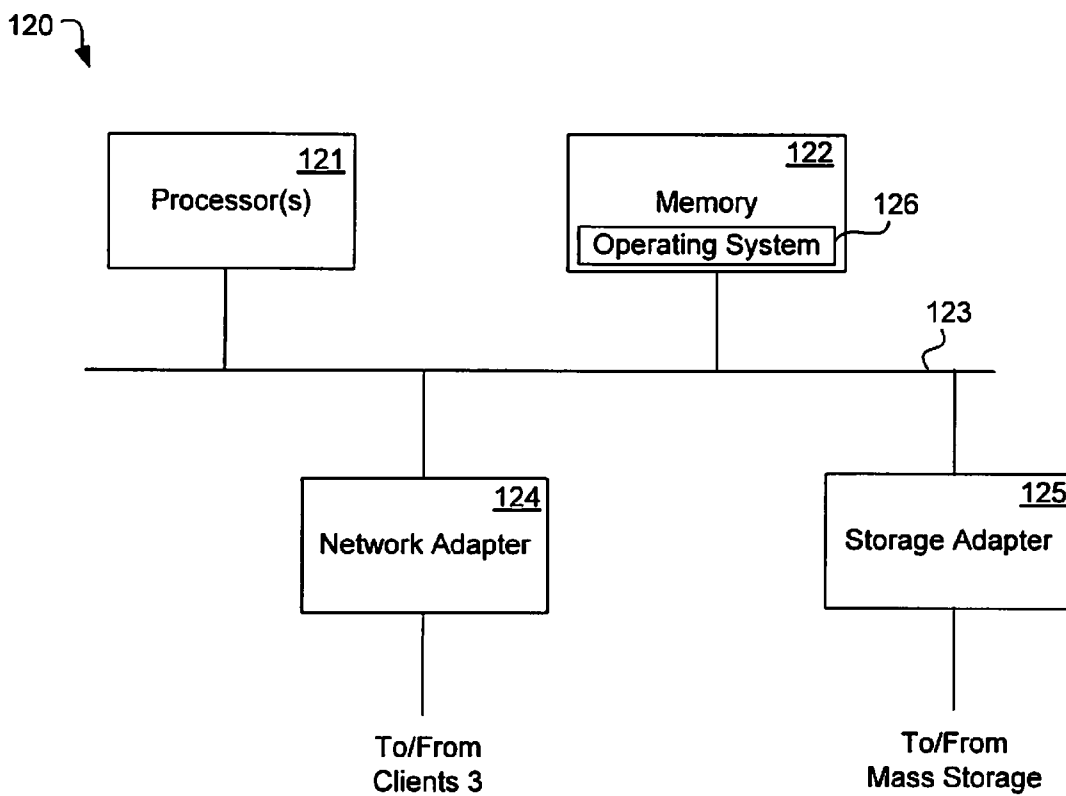 120
121
Processor(s)
122
Memory
126
Operating System
123
124
Network Adapter
125
Storage Adapter
To/From
Clients 3
To/From
Mass Storage